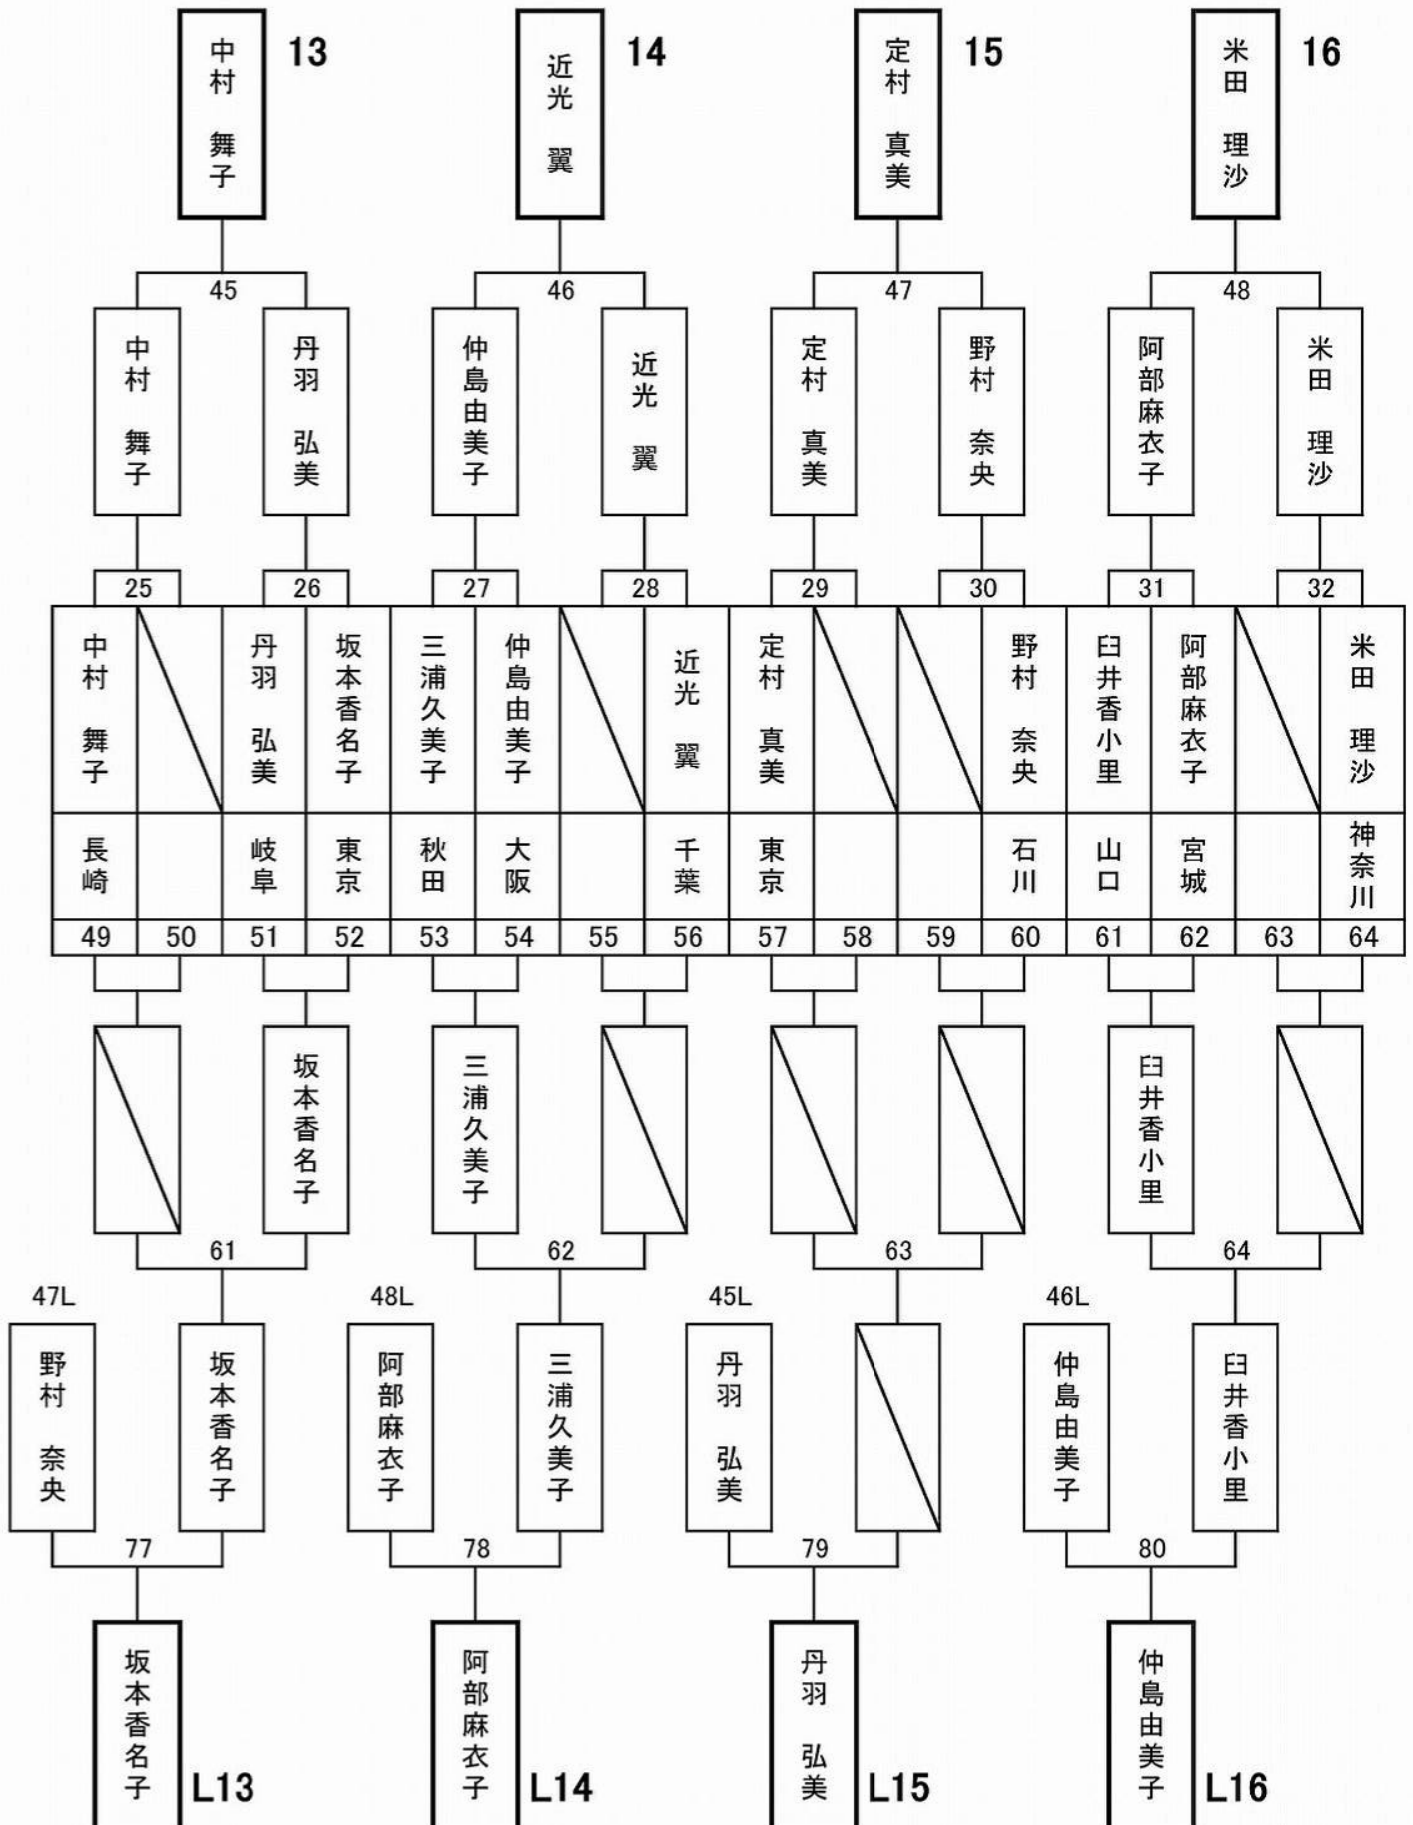 中村 舞子
13
近光 翼
14
定村 真美
15
米田 理沙
16
45
46
47
48
中村 舞子
丹羽 弘美
仲島由美子
近光 翼
定村 真美
野村 奈央
阿部麻衣子
米田 理沙
25
26
27
28
29
30
31
32
中村 舞子
丹羽 弘美
坂本香名子
三浦久美子
仲島由美子
近光 翼
定村 真美
野村 奈央
臼井香小里
阿部麻衣子
米田 理沙
長崎
岐阜
東京
秋田
大阪
千葉
東京
石川
山口
宮城
神奈川
49
50
51
52
53
54
55
56
57
58
59
60
61
62
63
64
坂本香名子
三浦久美子
臼井香小里
61
62
63
64
47L
48L
45L
46L
野村 奈央
坂本香名子
阿部麻衣子
三浦久美子
丹羽 弘美
仲島由美子
臼井香小里
77
78
79
80
坂本香名子
L13
阿部麻衣子
L14
丹羽 弘美
L15
仲島由美子
L16